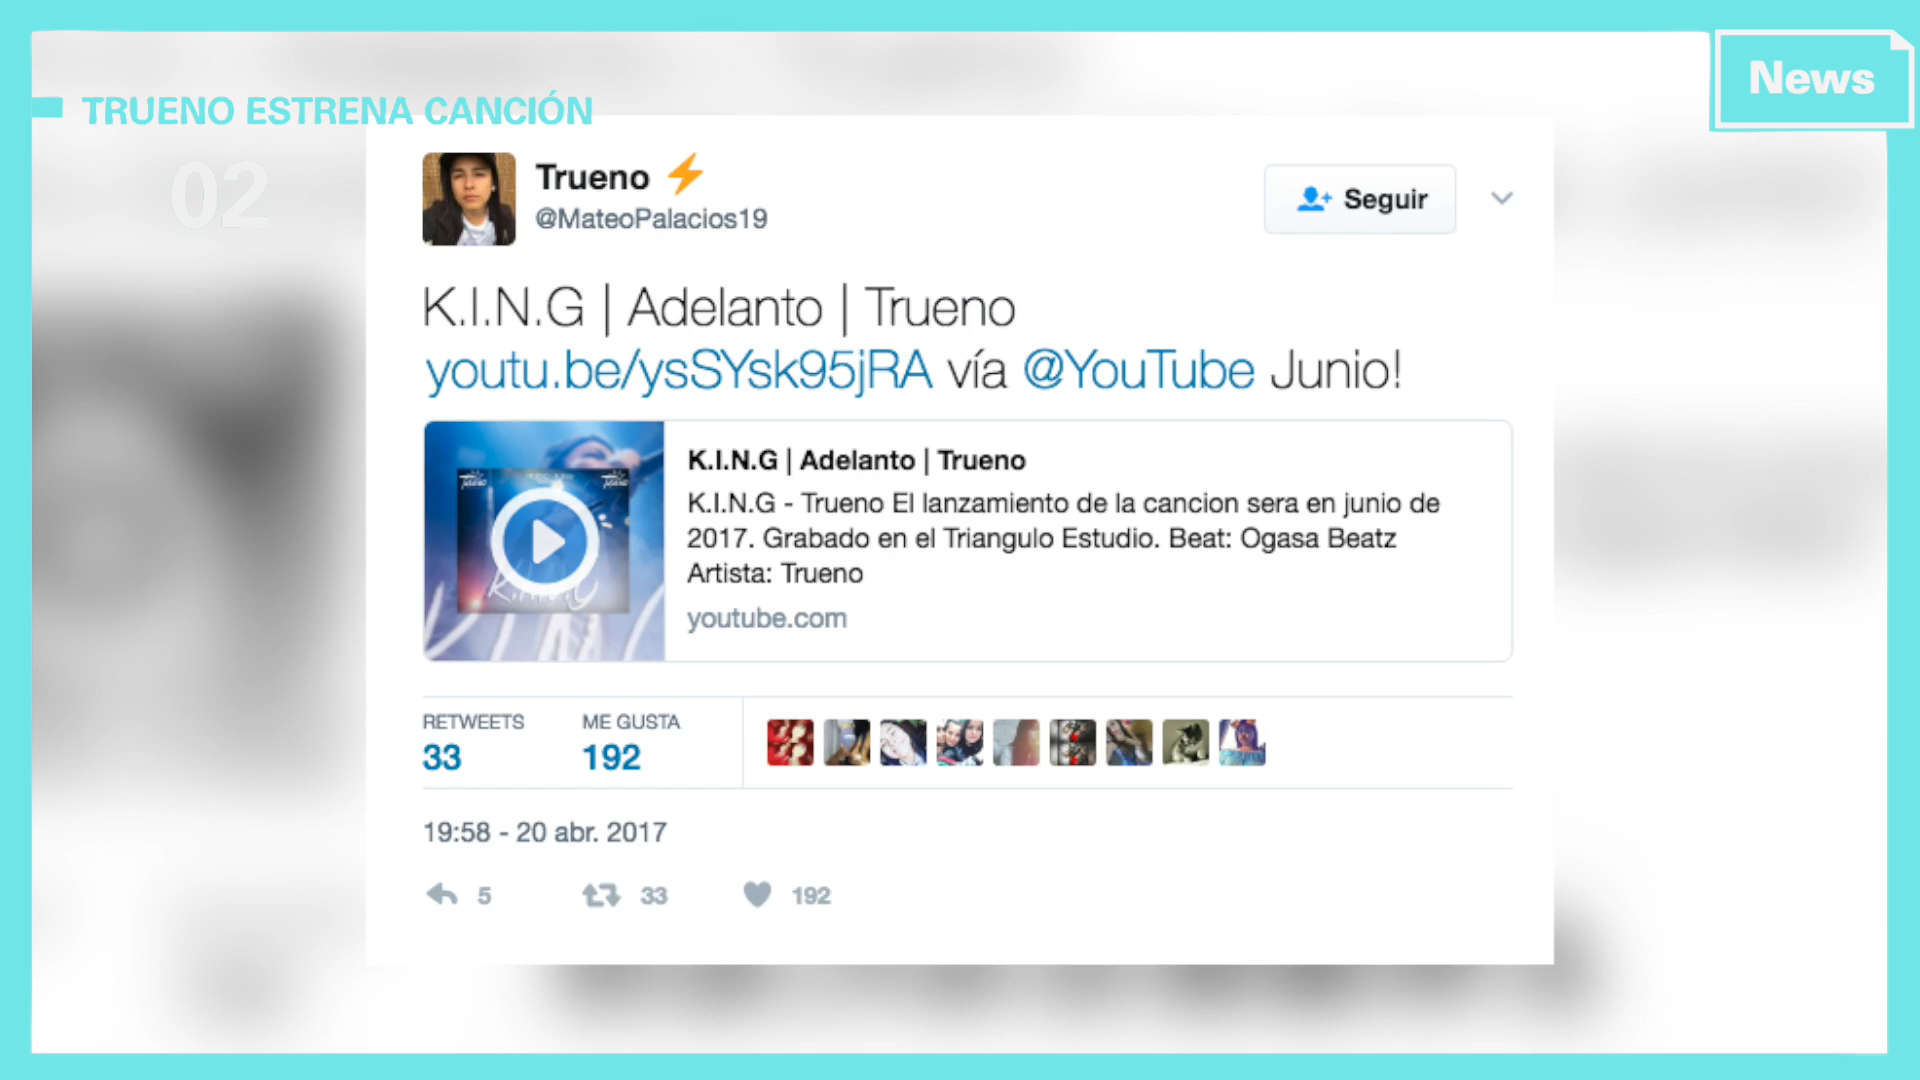 News
TRUENO ESTRENA CANCIÓN
02
Trueno
@MateoPalacios19
Seguir
K.I.N.G | Adelanto | Trueno
youtu.be/ysSYsk95jRA vía @YouTube Junio!
K.I.N.G | Adelanto | Trueno
K.I.N.G - Trueno El lanzamiento de la cancion sera en junio de
2017. Grabado en el Triangulo Estudio. Beat: Ogasa Beatz
Artista: Trueno
youtube.com
K.I.N.G
RETWEETS
33
ME GUSTA
192
19:58 - 20 abr. 2017
5
33
192